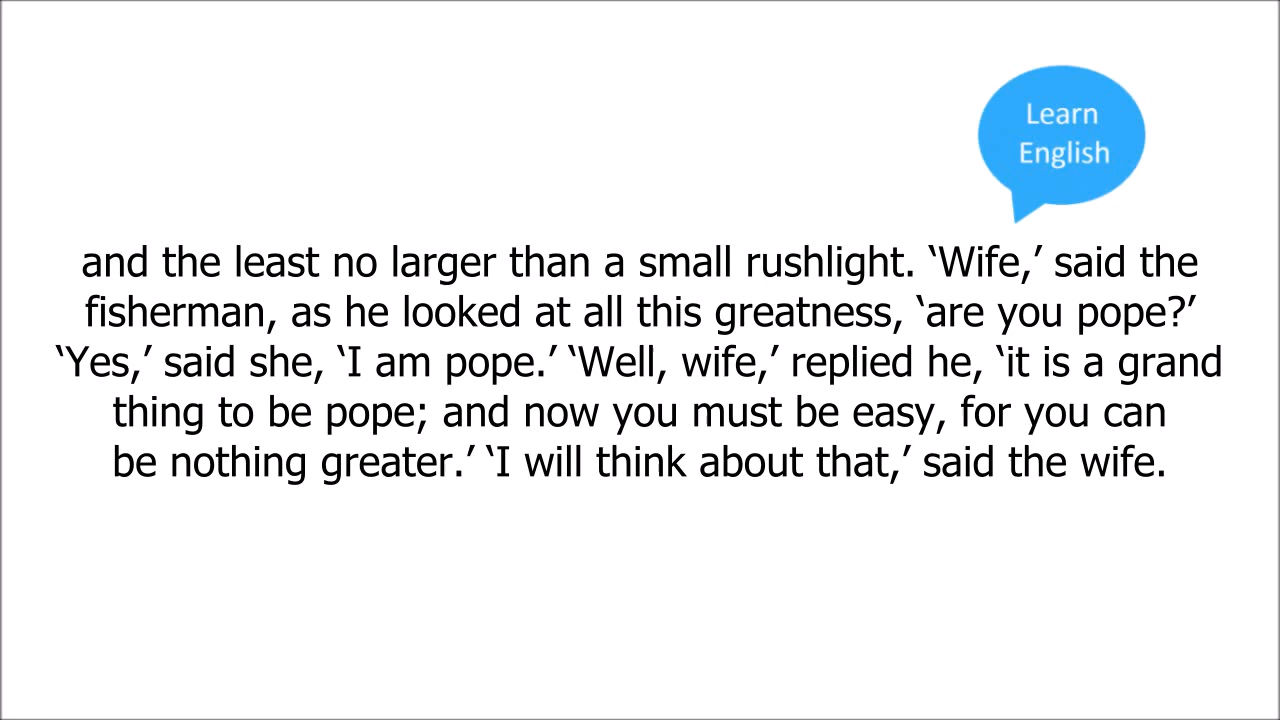 Learn
English
and the least no larger than a small rushlight. ‘Wife,’ said the
fisherman, as he looked at all this greatness, ‘are you pope?’
‘Yes,’ said she, ‘I am pope.’ ‘Well, wife,’ replied he, ‘it is a grand
thing to be pope; and now you must be easy, for you can
be nothing greater.’ ‘I will think about that,’ said the wife.